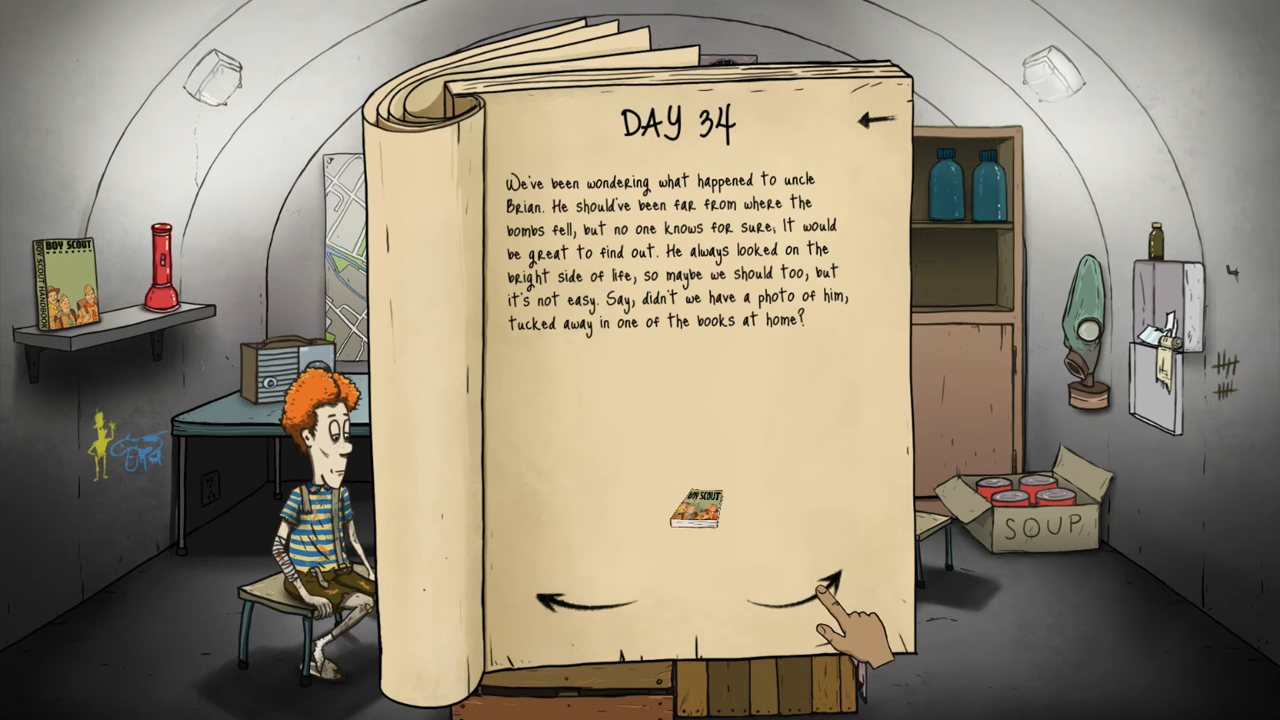 DAY 34
We've been wondering what happened to uncle
Brian. He should've been far from where the
bombs fell, but no one knows for sure. It would
be great to find out. He always looked on the
bright side of life, so maybe we should too, but
it's not easy. Say, didn't we have a photo of him,
tucked away in one of the books at home?
BOY SCOUT
BOY SCOUT HANDBOOK
BOY SCOUT
SOUP